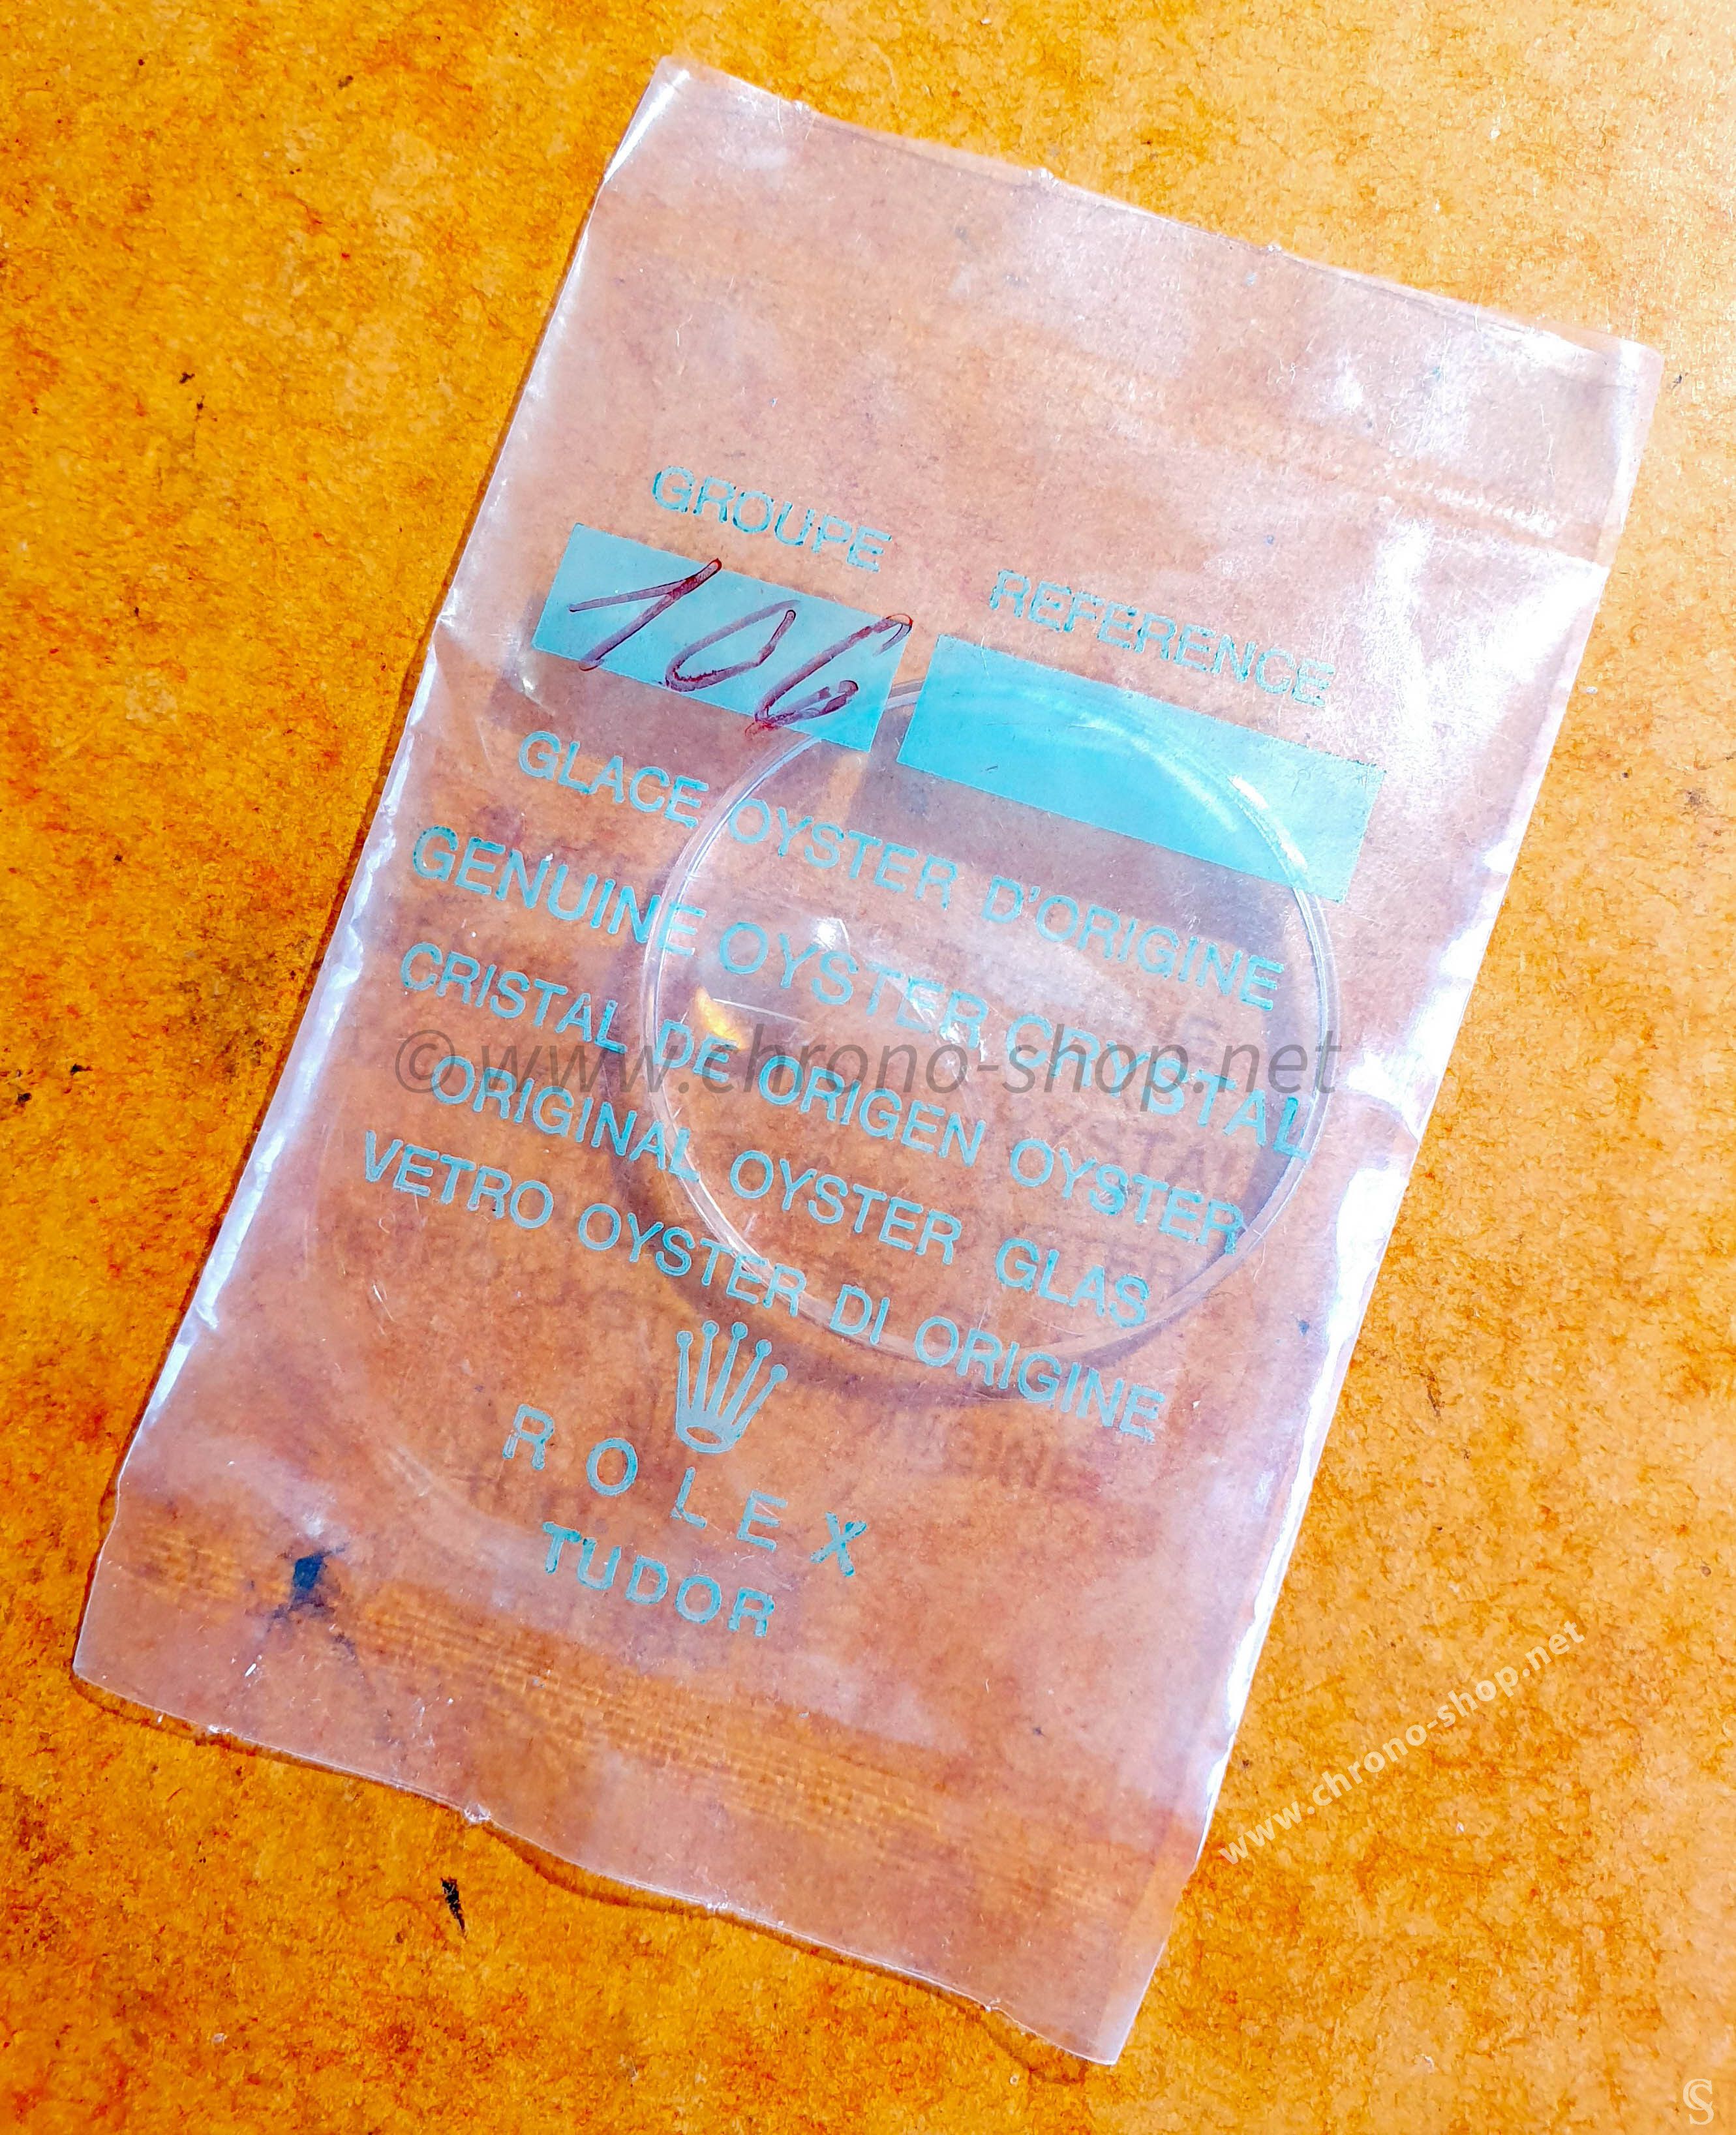 GROUPE
REFERENCE
106
GLACE OYSTER D'ORIGINE
GENUINE OYSTER CRYSTAL
CRISTAL DE ORIGEN OYSTER
©www.chrono-shop.net
ORIGINAL OYSTER GLAS
VETRO OYSTER DI ORIGINE
ROLEX
TUDOR
www.chrono-shop.net